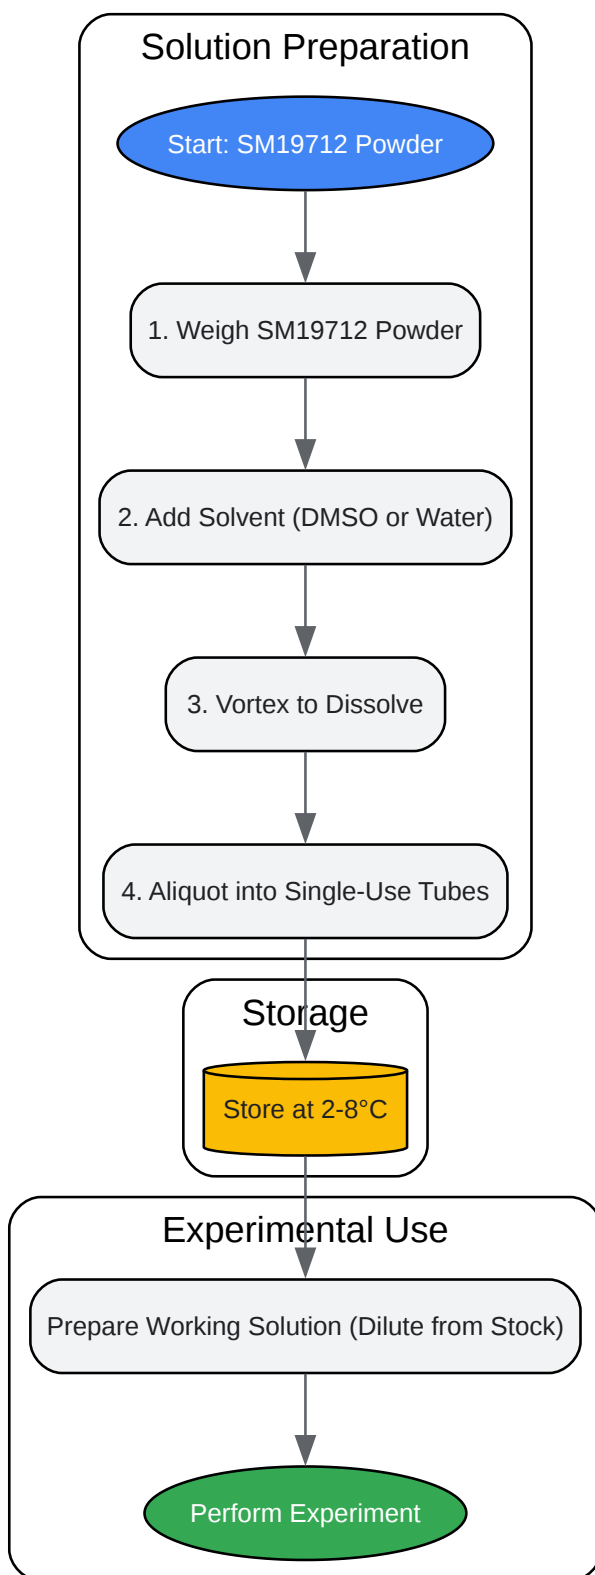 Solution Preparation
Start: SM19712 Powder
1. Weigh SM19712 Powder
2. Add Solvent (DMSO or Water)
3. Vortex to Dissolve
4. Aliquot into Single-Use Tubes
Storage
Store at 2-8°C
Experimental Use
Prepare Working Solution (Dilute from Stock)
Perform Experiment